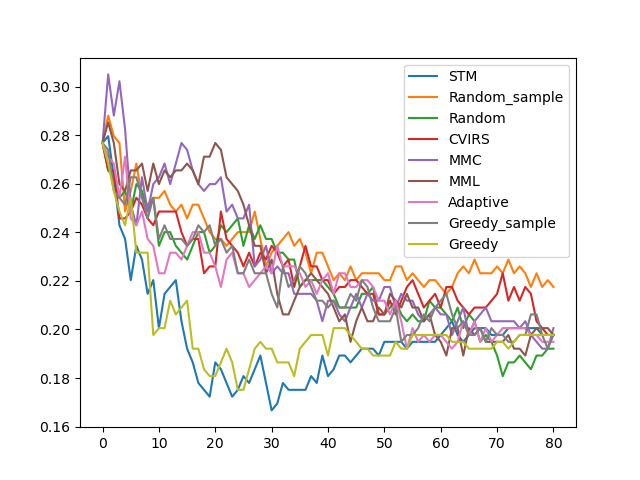 0.30
0.28
0.26
0.24
0.22
0.20
0.18
0.16
0 10 20 30 40 50 60 70 80
STM
Random_sample
Random
CVIRS
MMC
MML
Adaptive
Greedy_sample
Greedy